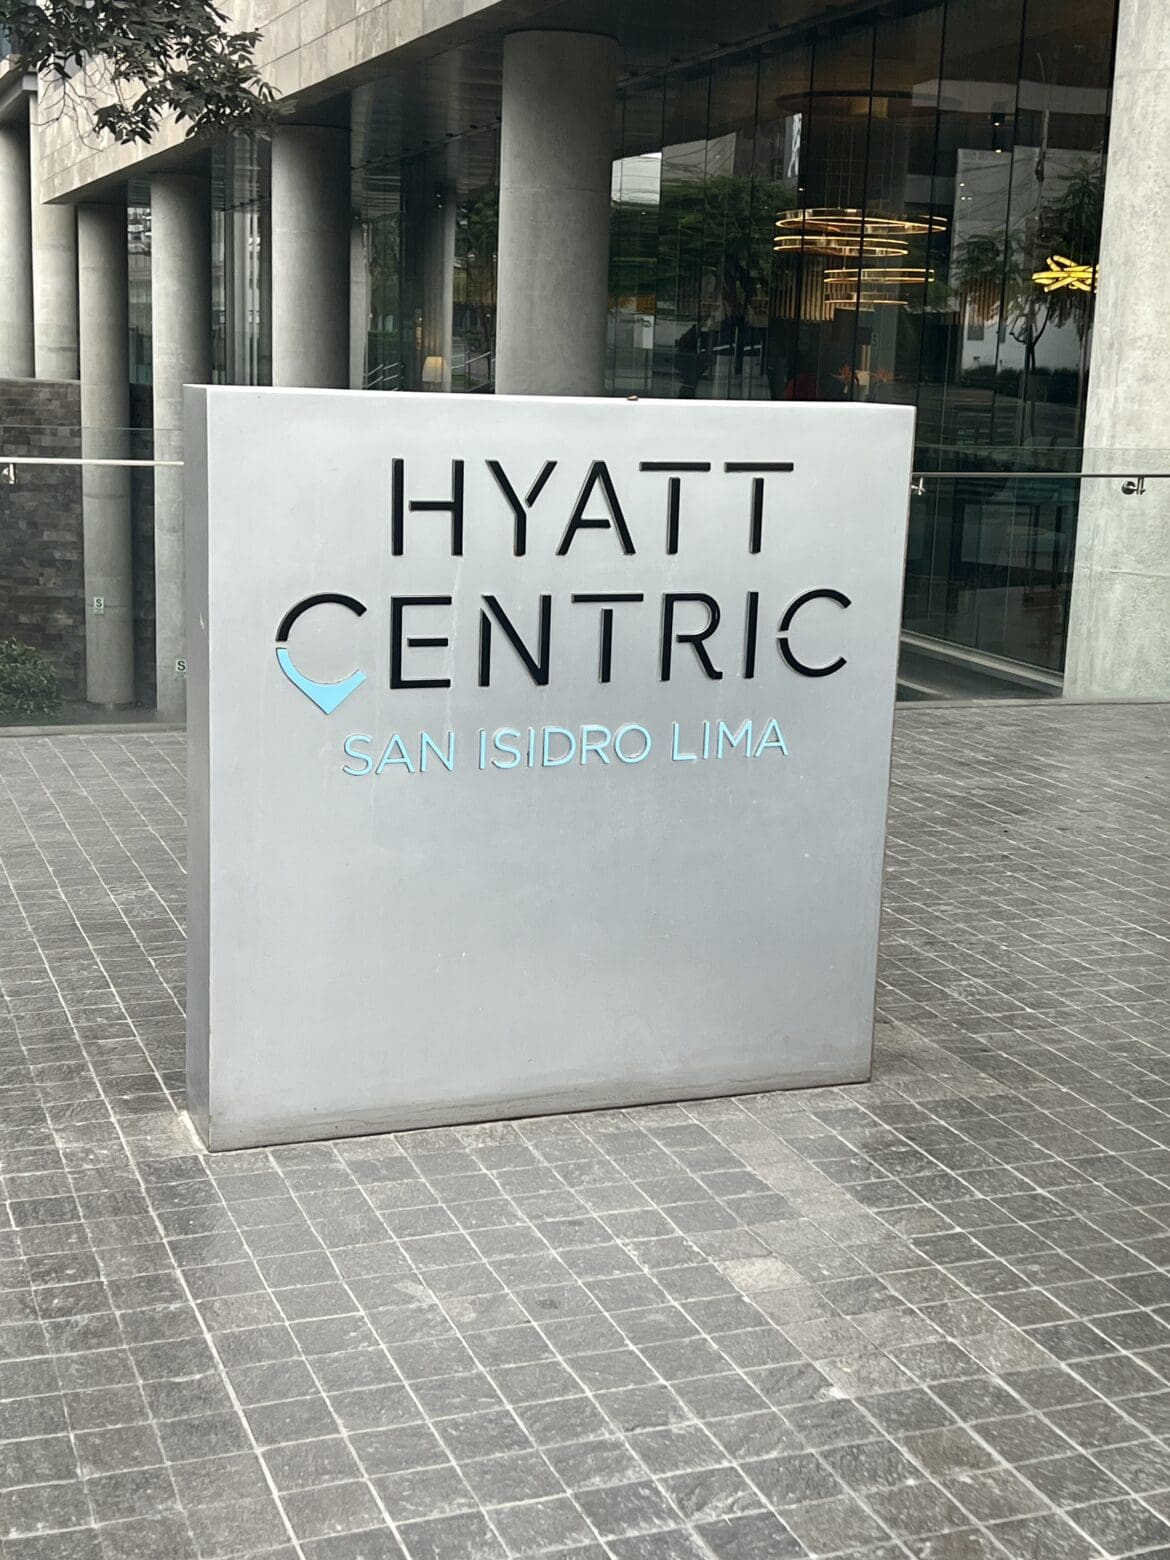 HYATT
CENTRIC
SAN ISIDRO LIMA
S
S